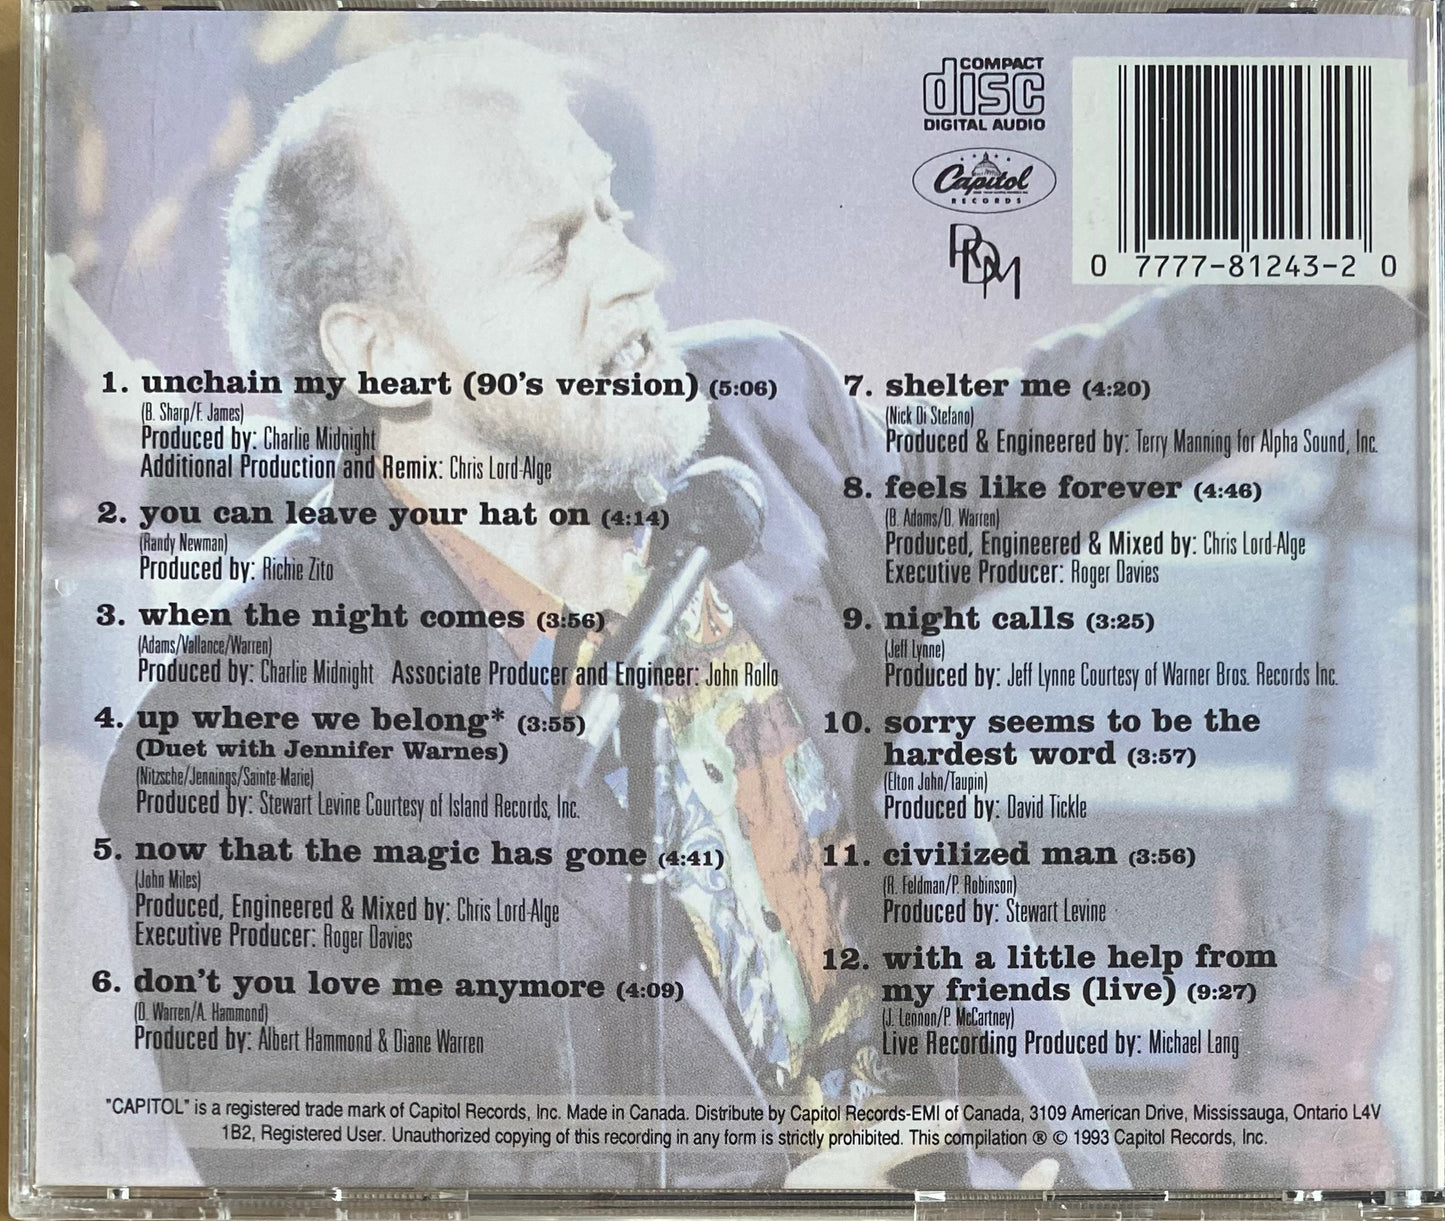 COMPACT
disc
DIGITAL AUDIO
Capitol
RECORDS
PRDM
0 7777-81243-2 0
1. unchain my heart (90's version) (5:06)
(B. Sharp/F. James)
Produced by: Charlie Midnight
Additional Production and Remix: Chris Lord-Alge
2. you can leave your hat on (4:14)
(Randy Newman)
Produced by: Richie Zito
3. when the night comes (3:56)
(Adams/Vallance/Warren)
Produced by: Charlie Midnight Associate Producer and Engineer: John Rollo
4. up where we belong* (3:55)
(Duet with Jennifer Warnes)
(Nitzsche/Jennings/Sainte-Marie)
Produced by: Stewart Levine Courtesy of Island Records, Inc.
5. now that the magic has gone (4:41)
(John Miles)
Produced, Engineered & Mixed by: Chris Lord-Alge
Executive Producer: Roger Davies
6. don't you love me anymore (4:09)
(D. Warren/A. Hammond)
Produced by: Albert Hammond & Diane Warren
7. shelter me (4:20)
(Nick Di Stefano)
Produced & Engineered by: Terry Manning for Alpha Sound, Inc.
8. feels like forever (4:46)
(B. Adams/D. Warren)
Produced, Engineered & Mixed by: Chris Lord-Alge
Executive Producer: Roger Davies
9. night calls (3:25)
(Jeff Lynne)
Produced by: Jeff Lynne Courtesy of Warner Bros. Records Inc.
10. sorry seems to be the
hardest word (3:57)
(Elton John/Taupin)
Produced by: David Tickle
11. civilized man (3:56)
(R. Feldman/P. Robinson)
Produced by: Stewart Levine
12. with a little help from
my friends (live) (9:27)
(J. Lennon/P. McCartney)
Live Recording Produced by: Michael Lang
"CAPITOL" is a registered trade mark of Capitol Records, Inc. Made in Canada. Distribute by Capitol Records-EMI of Canada, 3109 American Drive, Mississauga, Ontario L4V
1B2, Registered User. Unauthorized copying of this recording in any form is strictly prohibited. This compilation ® © 1993 Capitol Records, Inc.